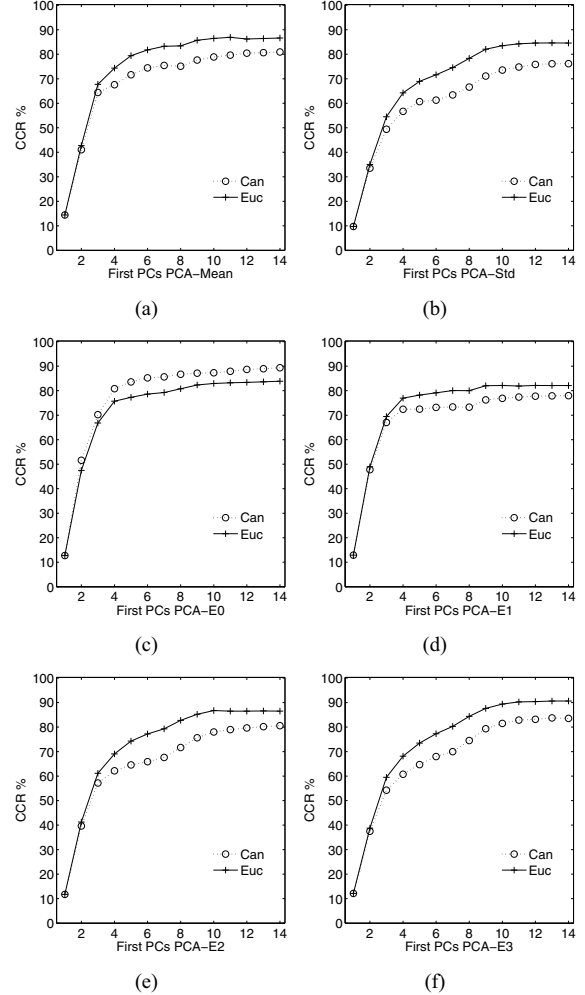 100
90
80
70
60
50
40
30
20
10
0
CCR %
Can
Euc
2 4 6 8 10 12 14
First PCs PCA−Mean
(a)
100
90
80
70
60
50
40
30
20
10
0
CCR %
Can
Euc
2 4 6 8 10 12 14
First PCs PCA−Std
(b)
100
90
80
70
60
50
40
30
20
10
0
CCR %
Can
Euc
2 4 6 8 10 12 14
First PCs PCA−E0
(c)
100
90
80
70
60
50
40
30
20
10
0
CCR %
Can
Euc
2 4 6 8 10 12 14
First PCs PCA−E1
(d)
100
90
80
70
60
50
40
30
20
10
0
CCR %
Can
Euc
2 4 6 8 10 12 14
First PCs PCA−E2
(e)
100
90
80
70
60
50
40
30
20
10
0
CCR %
Can
Euc
2 4 6 8 10 12 14
First PCs PCA−E3
(f)